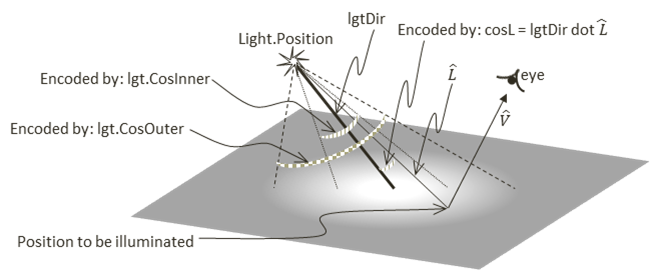 lgtDir
Light.Position
Encoded by: cosL = lgtDir dot L̂
Encoded by: lgt.CosInner
L̂
eye
Encoded by: lgt.CosOuter
V̂
Position to be illuminated